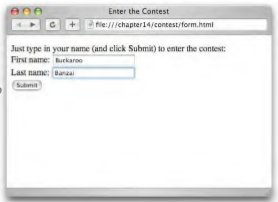 Enter the Contest
file:///chapter14/contest/form.html
Just type in your name (and click Submit) to enter the contest:
First name: Buckaroo
Last name: Banzai
Submit